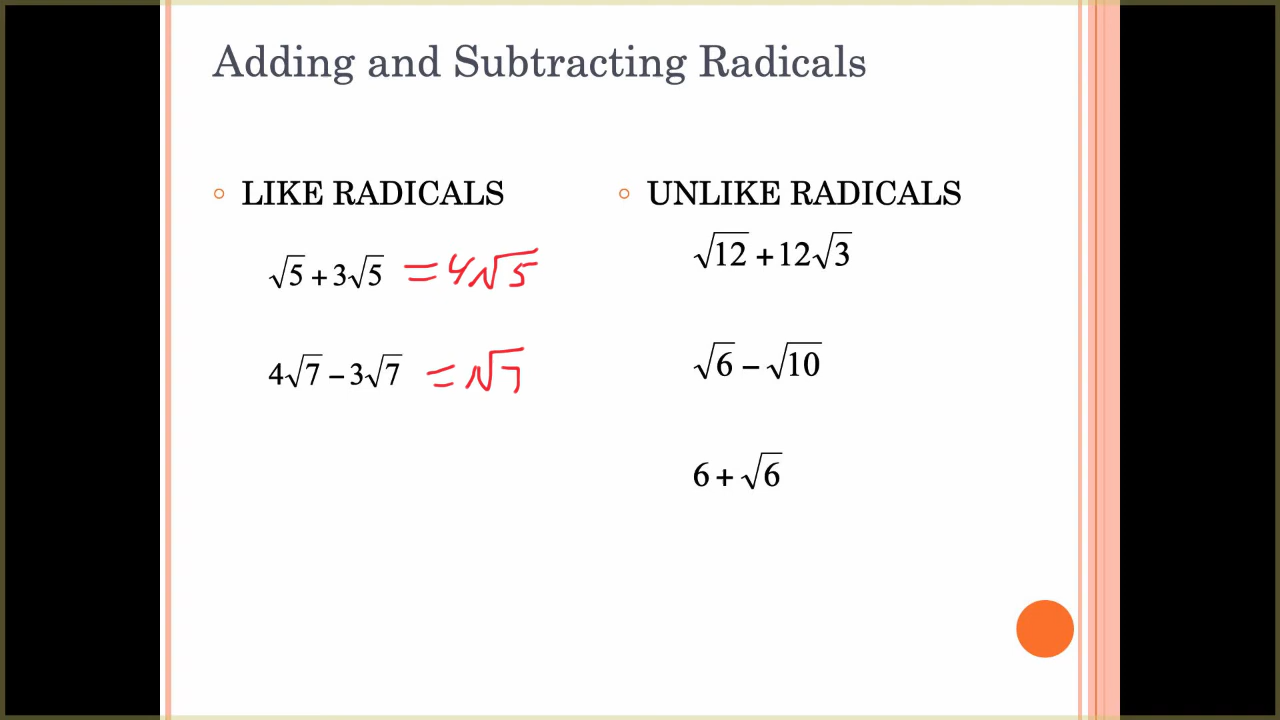 Adding and Subtracting Radicals
LIKE RADICALS
√5 + 3√5 = 4√5
4√7 − 3√7 = √7
UNLIKE RADICALS
√12 + 12√3
√6 − √10
6 + √6